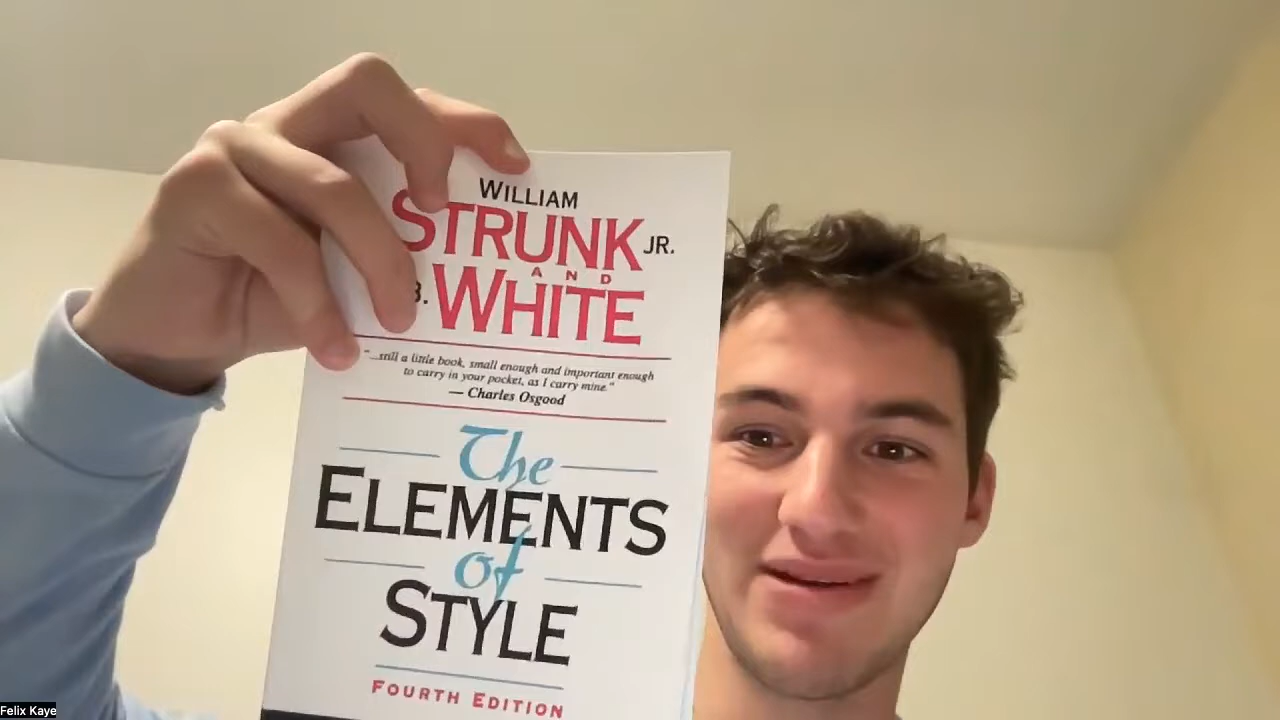 WILLIAM
STRUNK JR.
AND
B. WHITE
"...still a little book, small enough and important enough
to carry in your pocket, as I carry mine."
— Charles Osgood
The
ELEMENTS
of
STYLE
FOURTH EDITION
Felix Kaye